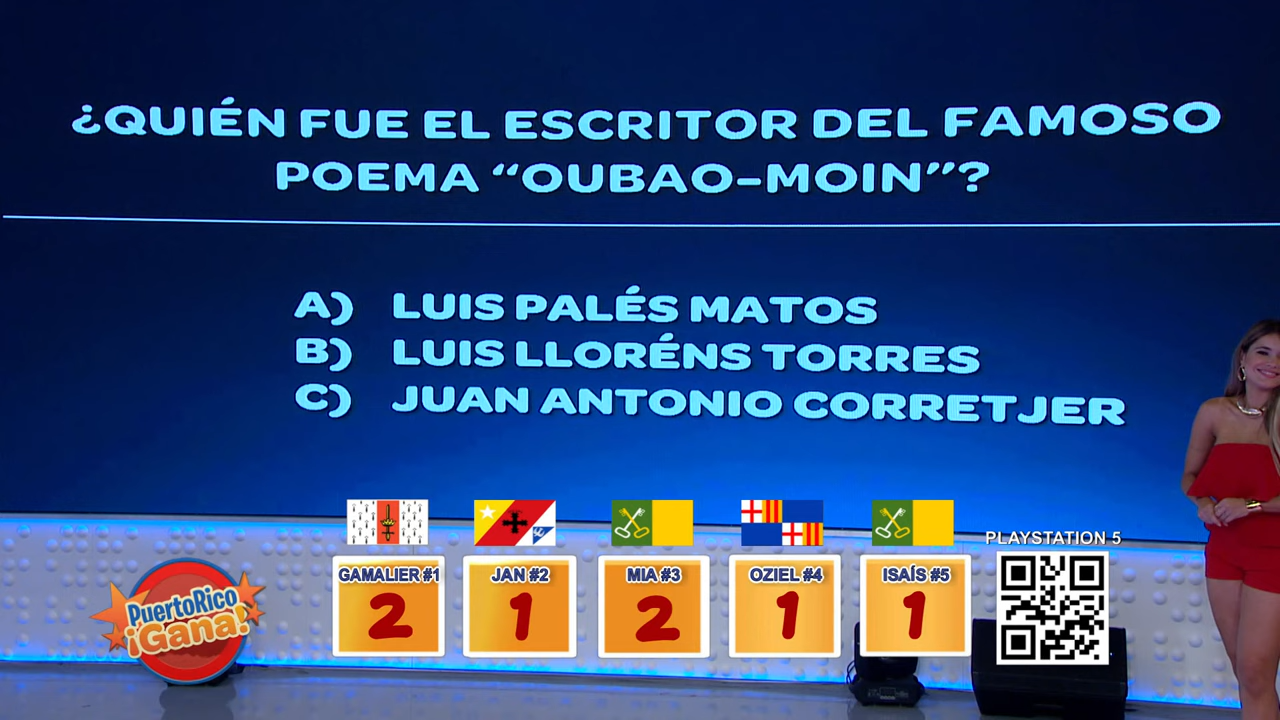 ¿QUIÉN FUE EL ESCRITOR DEL FAMOSO
POEMA “OUBAO-MOIN”?
A) LUIS PALÉS MATOS
B) LUIS LLORÉNS TORRES
C) JUAN ANTONIO CORRETJER
PLAYSTATION 5
GAMALIER #1
JAN #2
MIA #3
OZIEL #4
ISAÍS #5
2
1
2
1
1
PuertoRico
¡Gana!